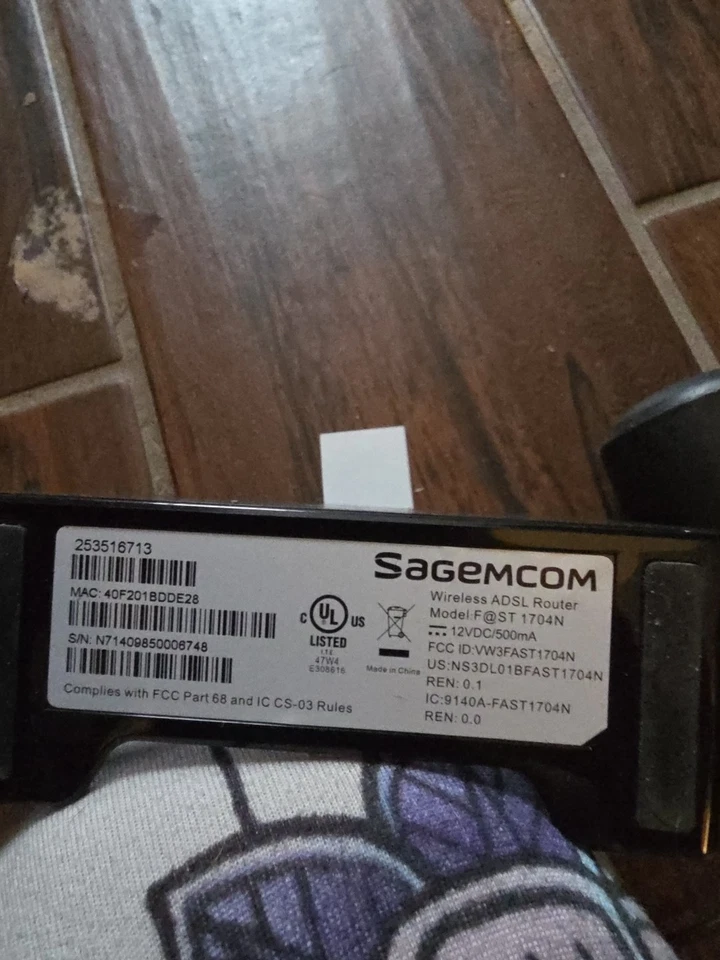 253516713
MAC: 40F201BDDE28
S/N: N71409850006748
Complies with FCC Part 68 and IC CS-03 Rules
C UL US
LISTED
I.T.E
47W4
E308616
Made in China
SAGEMCOM
Wireless ADSL Router
Model:F@ST 1704N
12VDC/500mA
FCC ID:VW3FAST1704N
US:NS3DL01BFAST1704N
REN: 0.1
IC:9140A-FAST1704N
REN: 0.0